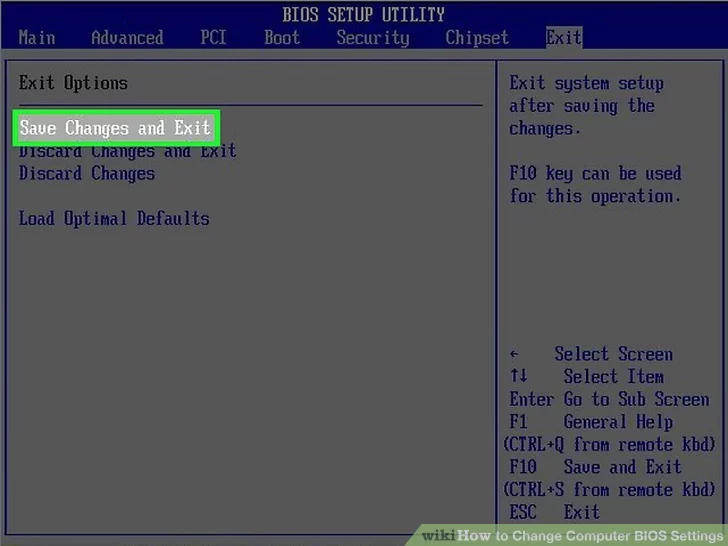 BIOS SETUP UTILITY
Main Advanced PCI Boot Security Chipset Exit
Exit Options
Save Changes and Exit
Discard Changes and Exit
Discard Changes
Load Optimal Defaults
Exit system setup
after saving the
changes.
F10 key can be used
for this operation.
← Select Screen
↑↓ Select Item
Enter Go to Sub Screen
F1 General Help
(CTRL+Q from remote kbd)
F10 Save and Exit
(CTRL+S from remote kbd)
ESC Exit
wikiHow to Change Computer BIOS Settings